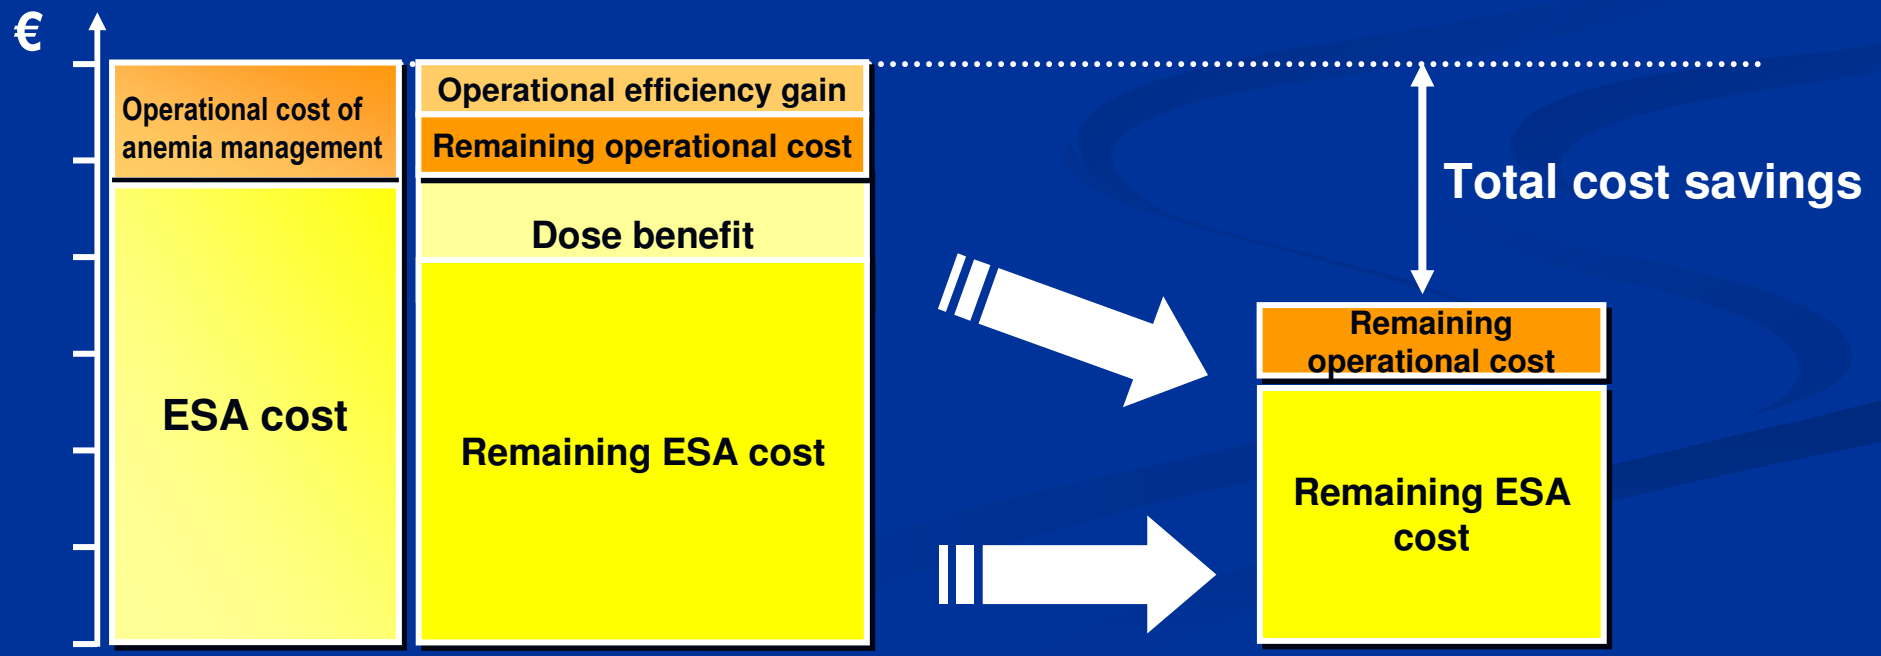 €
Operational cost of
anemia management
ESA cost
Operational efficiency gain
Remaining operational cost
Dose benefit
Remaining ESA cost
Total cost savings
Remaining
operational cost
Remaining ESA
cost